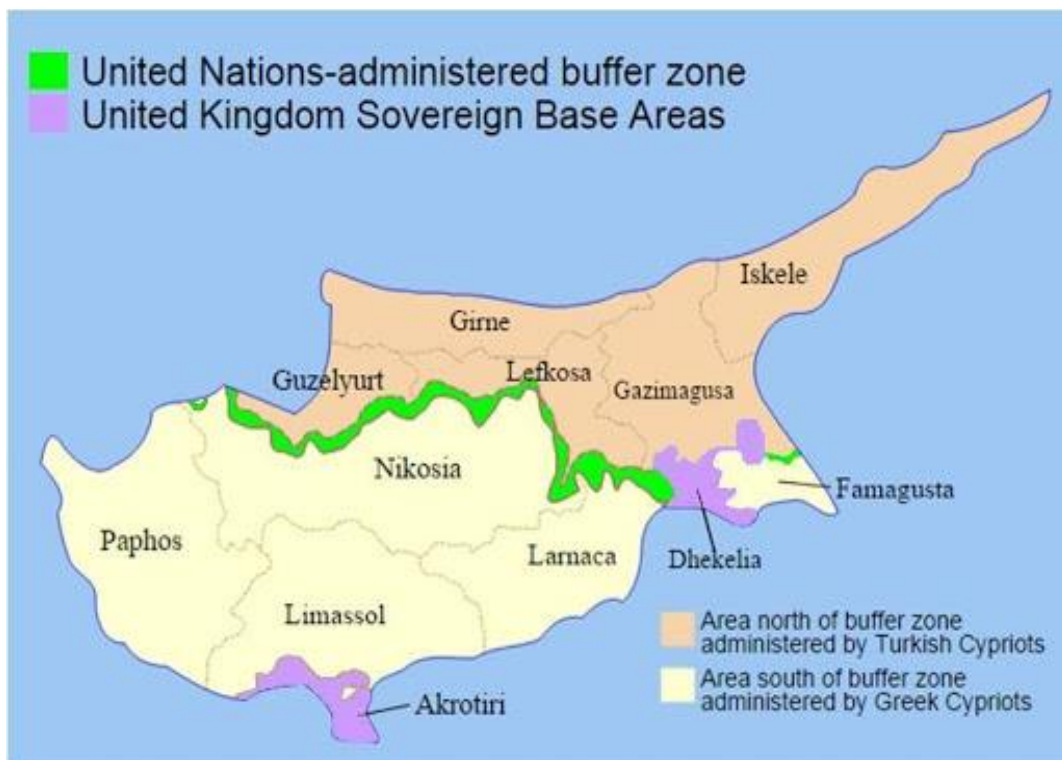 United Nations-administered buffer zone
United Kingdom Sovereign Base Areas
Iskele
Girne
Lefkosa
Guzelyurt
Gazimagusa
Nikosia
Famagusta
Paphos
Larnaca
Dhekelia
Limassol
Area north of buffer zone
administered by Turkish Cypriots
Area south of buffer zone
administered by Greek Cypriots
Akrotiri